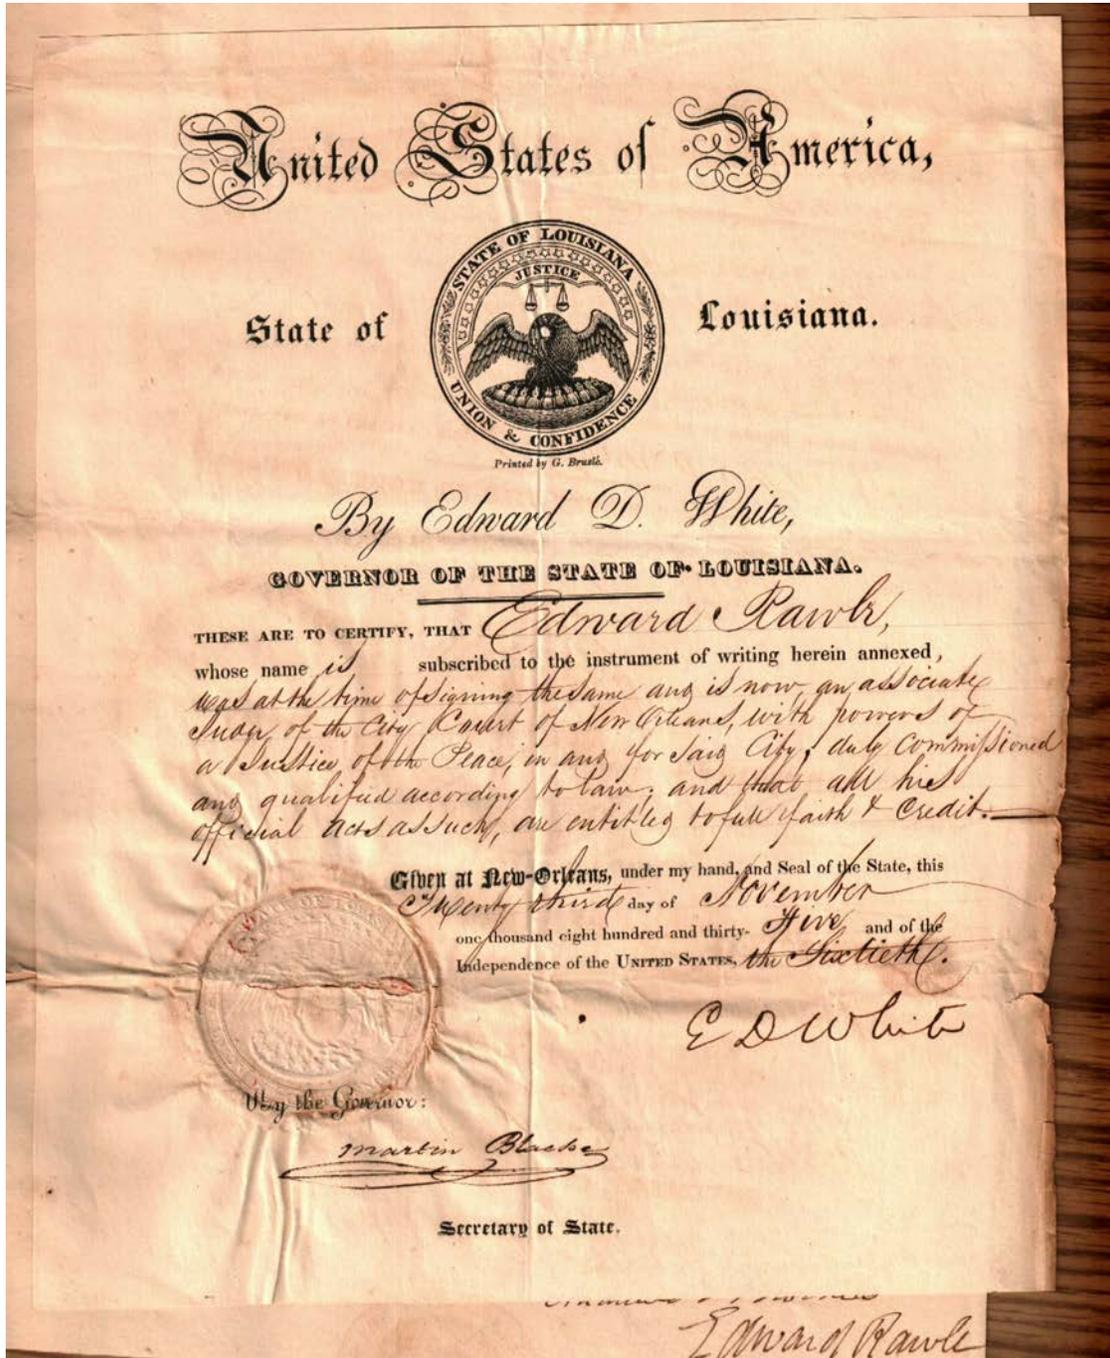 United States of America,
STATE OF LOUISIANA
JUSTICE
State of Louisiana.
UNION & CONFIDENCE
Printed by G. Bruslé.
By Edward D. White,
GOVERNOR OF THE STATE OF LOUISIANA.
THESE ARE TO CERTIFY, THAT Edward Rawle,
whose name is subscribed to the instrument of writing herein annexed,
was at the time of signing the same and is now, an associate
Judge, of the City Court of New Orleans, with powers of
a Justice of the Peace, in and for said City, duly commissioned
and qualified according to law; and that all his
official acts as such, are entitled to full faith & credit.
Given at New-Orleans, under my hand, and Seal of the State, this
Twenty third day of November
one thousand eight hundred and thirty-Five and of the
Independence of the UNITED STATES, the Sixtieth.
E D White
By the Governor:
Martin Blache
Secretary of State.
Edward Rawle